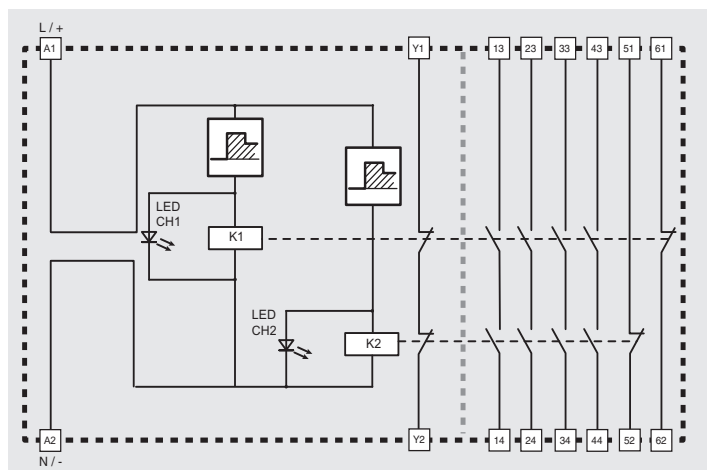 L / +
A1 Y1 13 23 33 43 51 61
LED
CH1
K1
LED
CH2
K2
A2 Y2 14 24 34 44 52 62
N / -